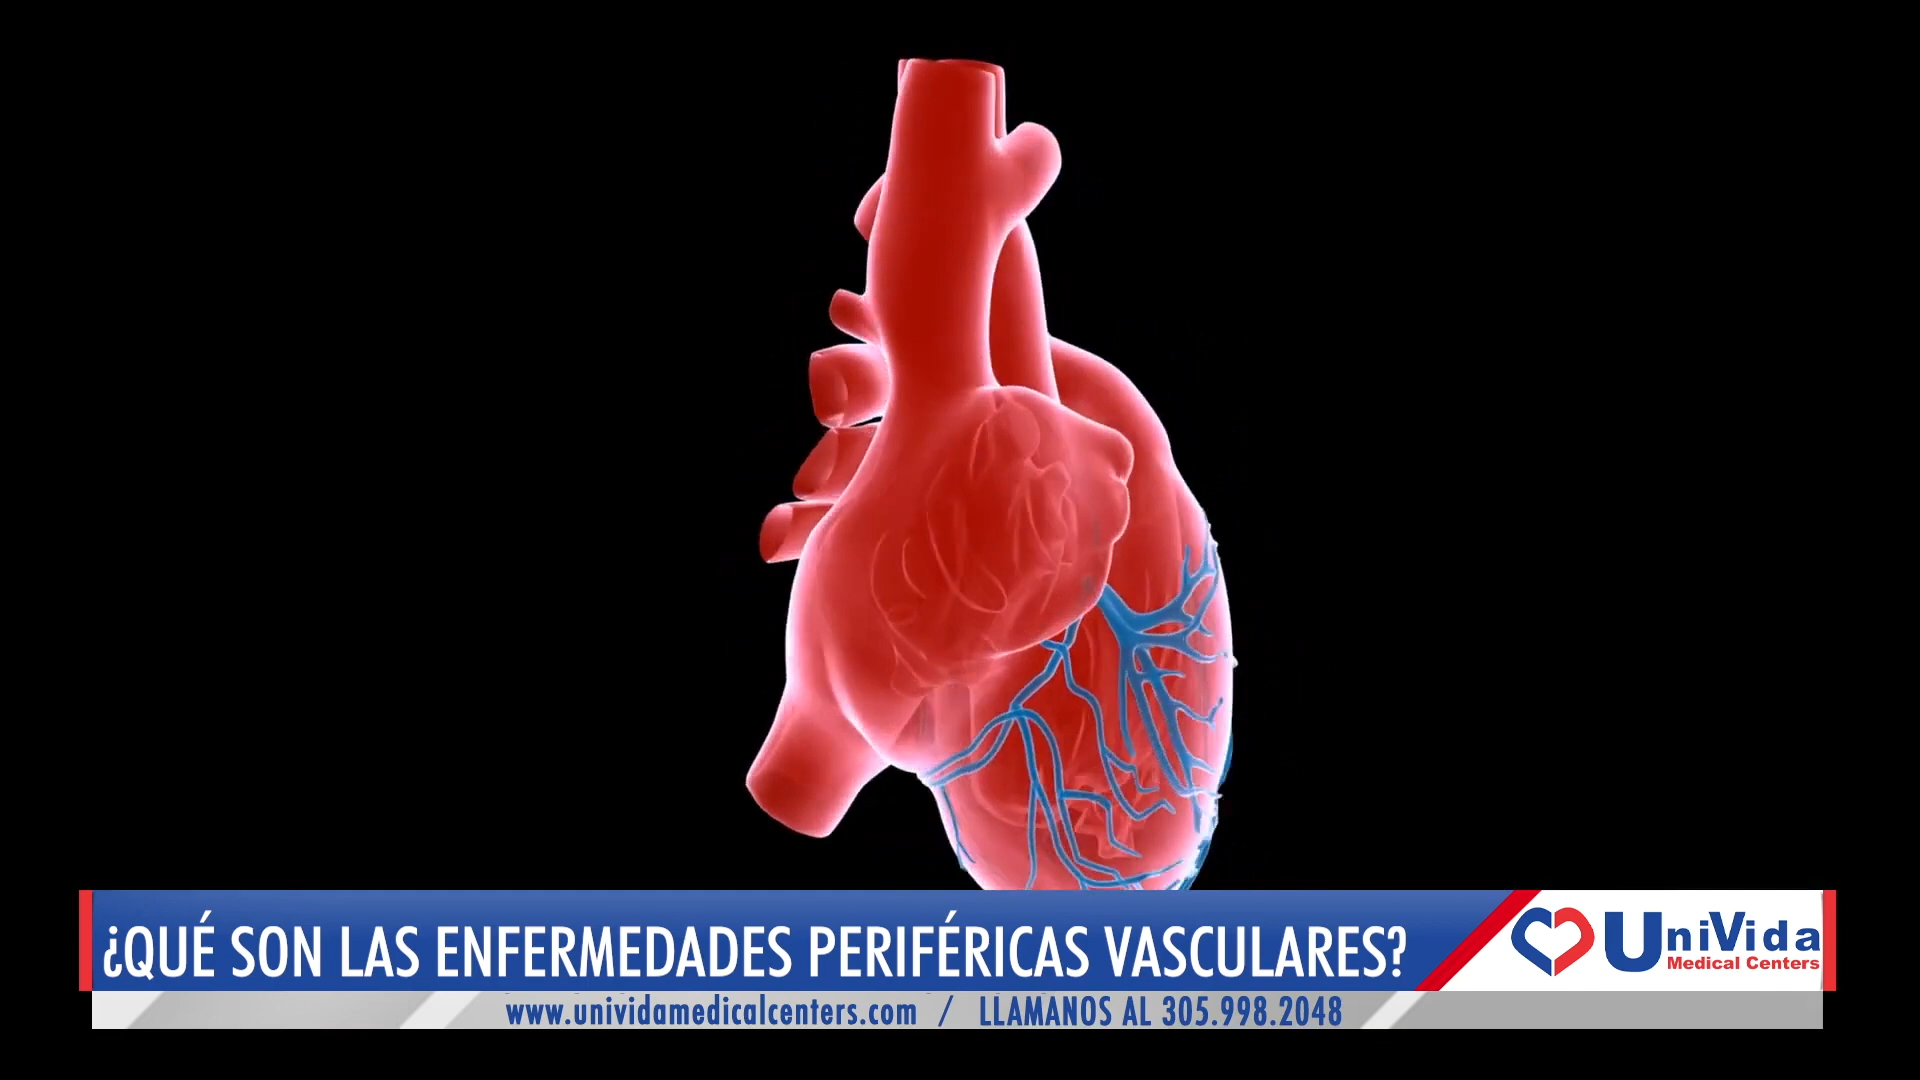 ¿QUÉ SON LAS ENFERMEDADES PERIFÉRICAS VASCULARES?
UniVida
Medical Centers
www.unividamedicalcenters.com / LLAMANOS AL 305.998.2048